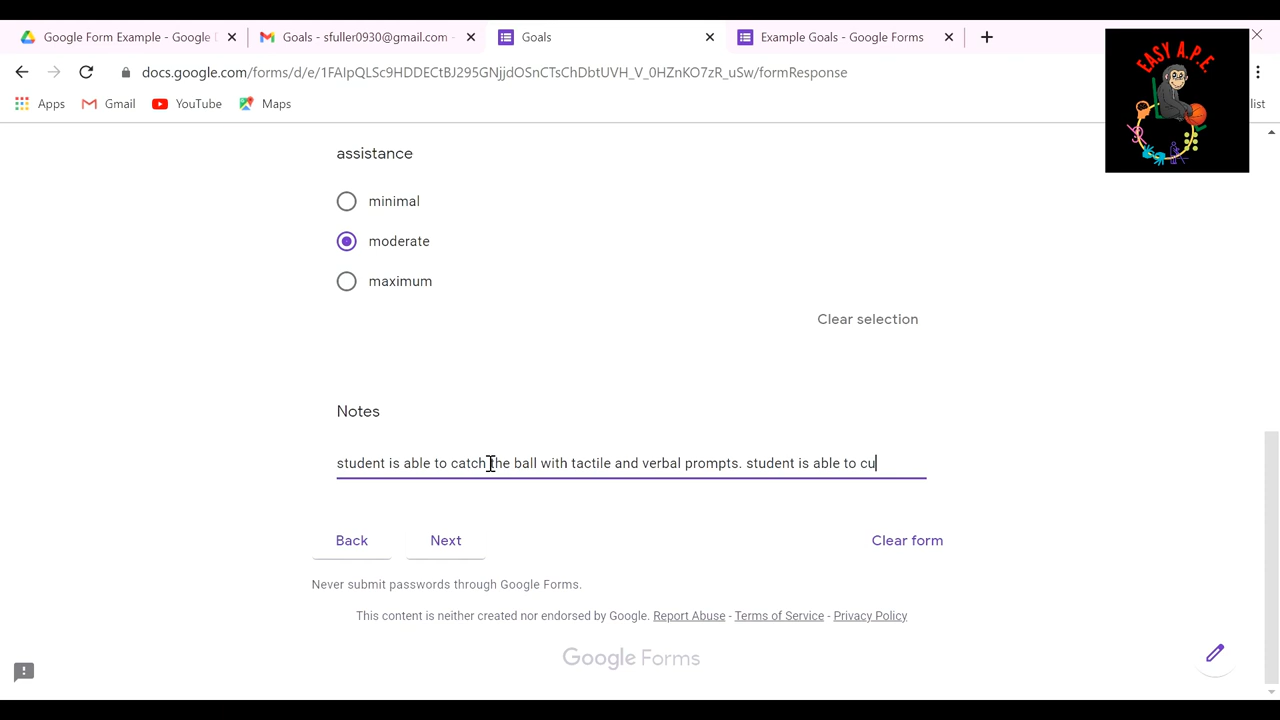 Google Form Example - Google
Goals - sfuller0930@gmail.com -
Goals
Example Goals - Google Forms
docs.google.com/forms/d/e/1FAIpQLSc9HDDECtB295GNjjdOSnCTsChDbtUVH_V_0HZnKO7zR_uSw/formResponse
Apps
Gmail
YouTube
Maps
list
EASY A.P.E.
assistance
minimal
moderate
maximum
Clear selection
Notes
student is able to catch the ball with tactile and verbal prompts. student is able to cu
Back
Next
Clear form
Never submit passwords through Google Forms.
This content is neither created nor endorsed by Google. Report Abuse - Terms of Service - Privacy Policy
Google Forms